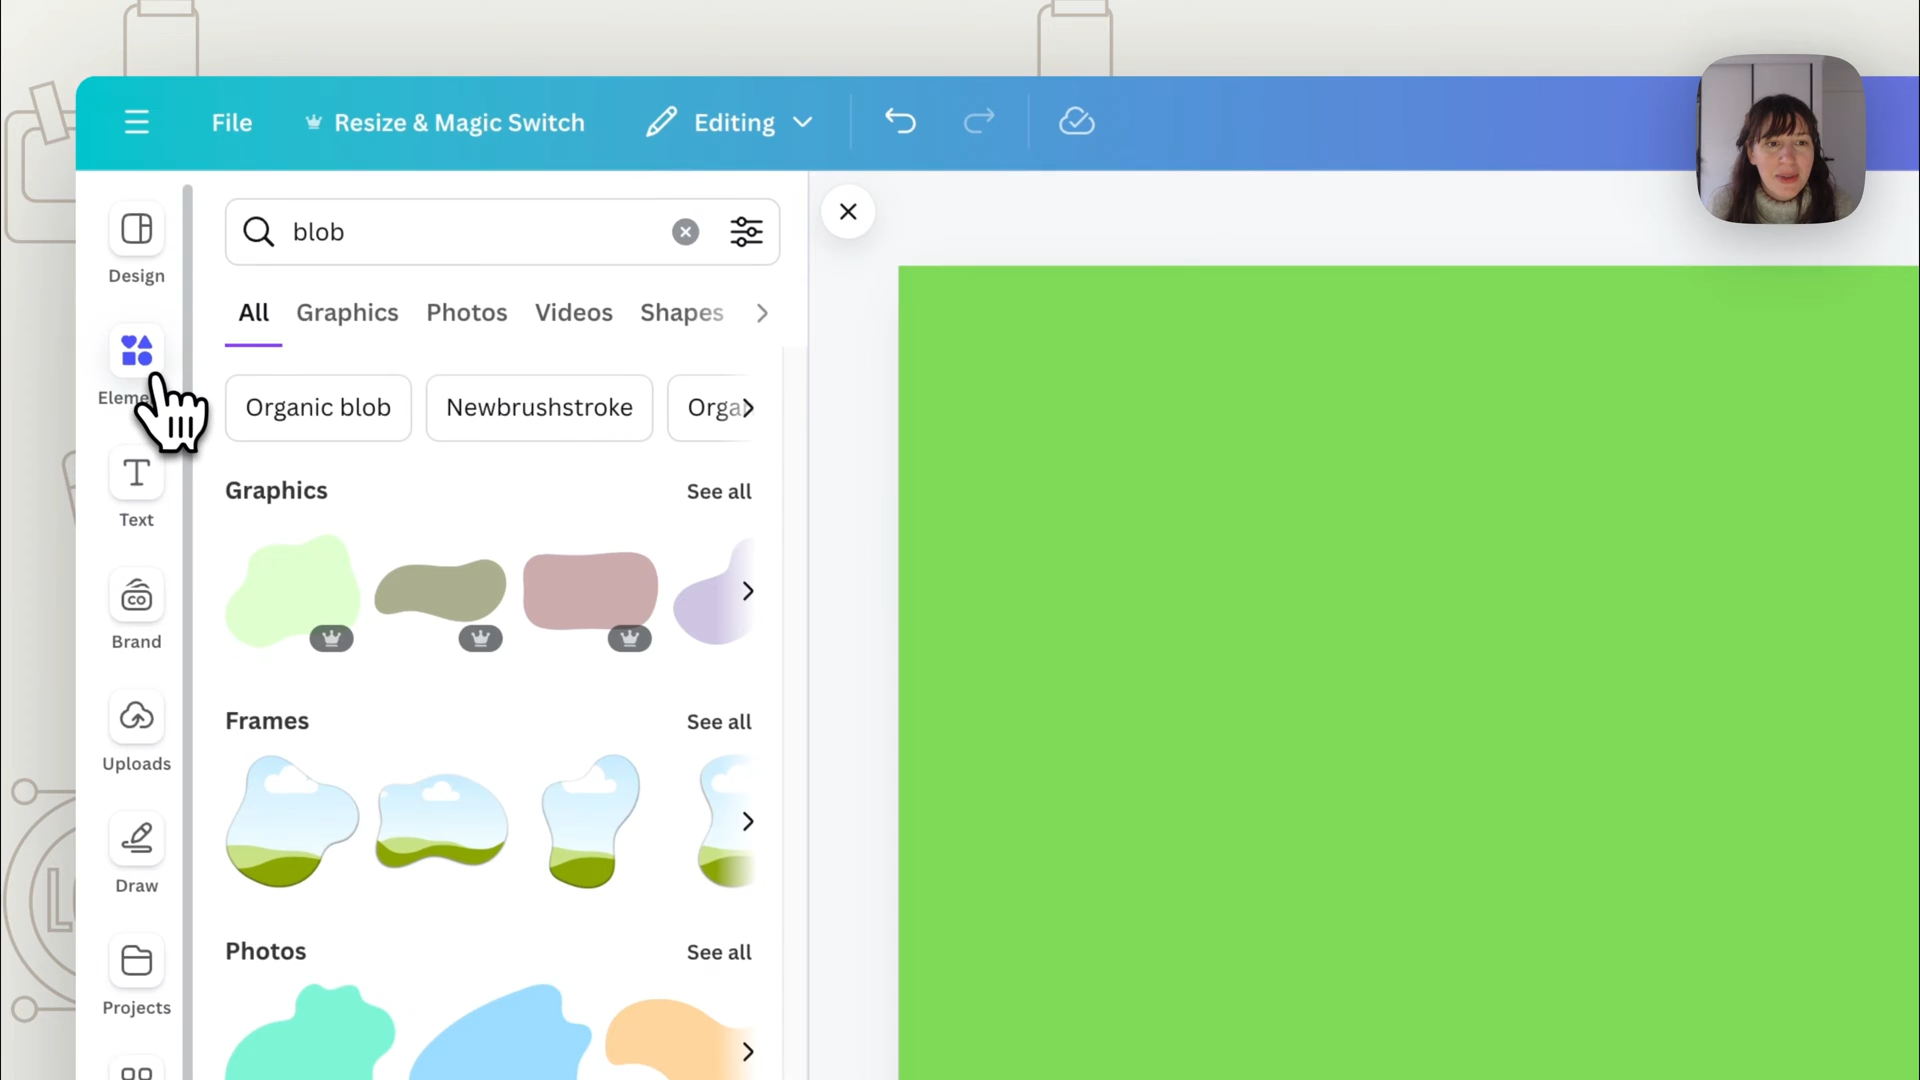 File
Resize & Magic Switch
Editing
Design
blob
All
Graphics
Photos
Videos
Shapes
Organic blob
Newbrushstroke
Graphics
See all
Text
CO
Brand
Frames
See all
Uploads
Draw
Photos
See all
Projects